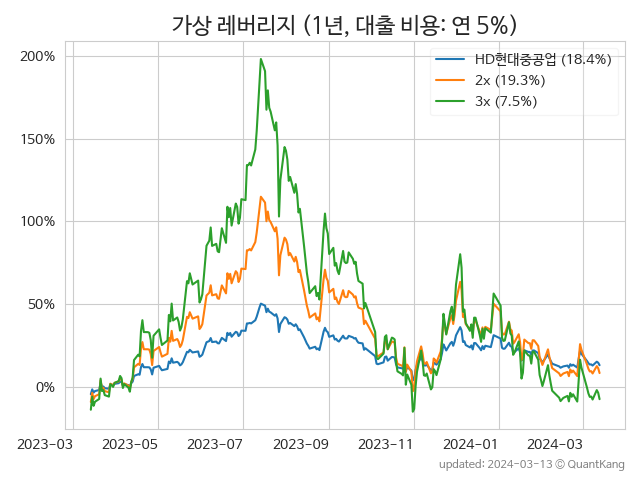 가상 레버리지 (1년, 대출 비용: 연 5%)
HD현대중공업 (18.4%)
2x (19.3%)
3x (7.5%)
200%
150%
100%
50%
0%
2023-03 2023-05 2023-07 2023-09 2023-11 2024-01 2024-03
updated: 2024-03-13 © QuantKang